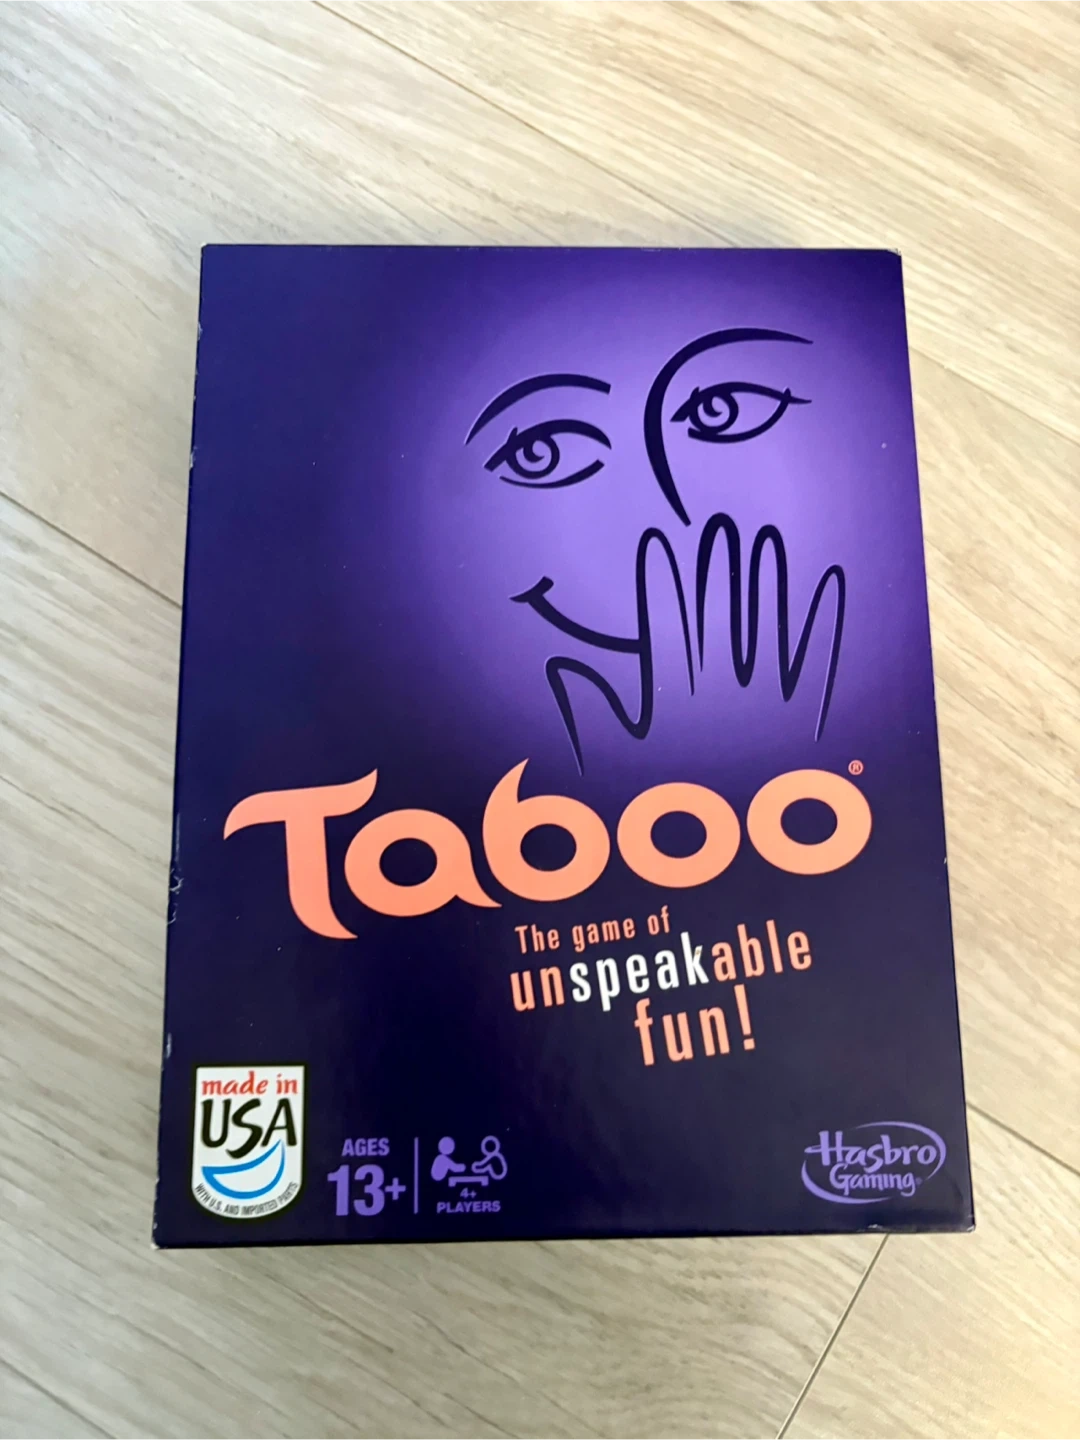 Taboo®
The game of
unspeakable
fun!
made in
USA
WITH U.S. AND IMPORTED PARTS
AGES
13+
4+
PLAYERS
Hasbro
Gaming